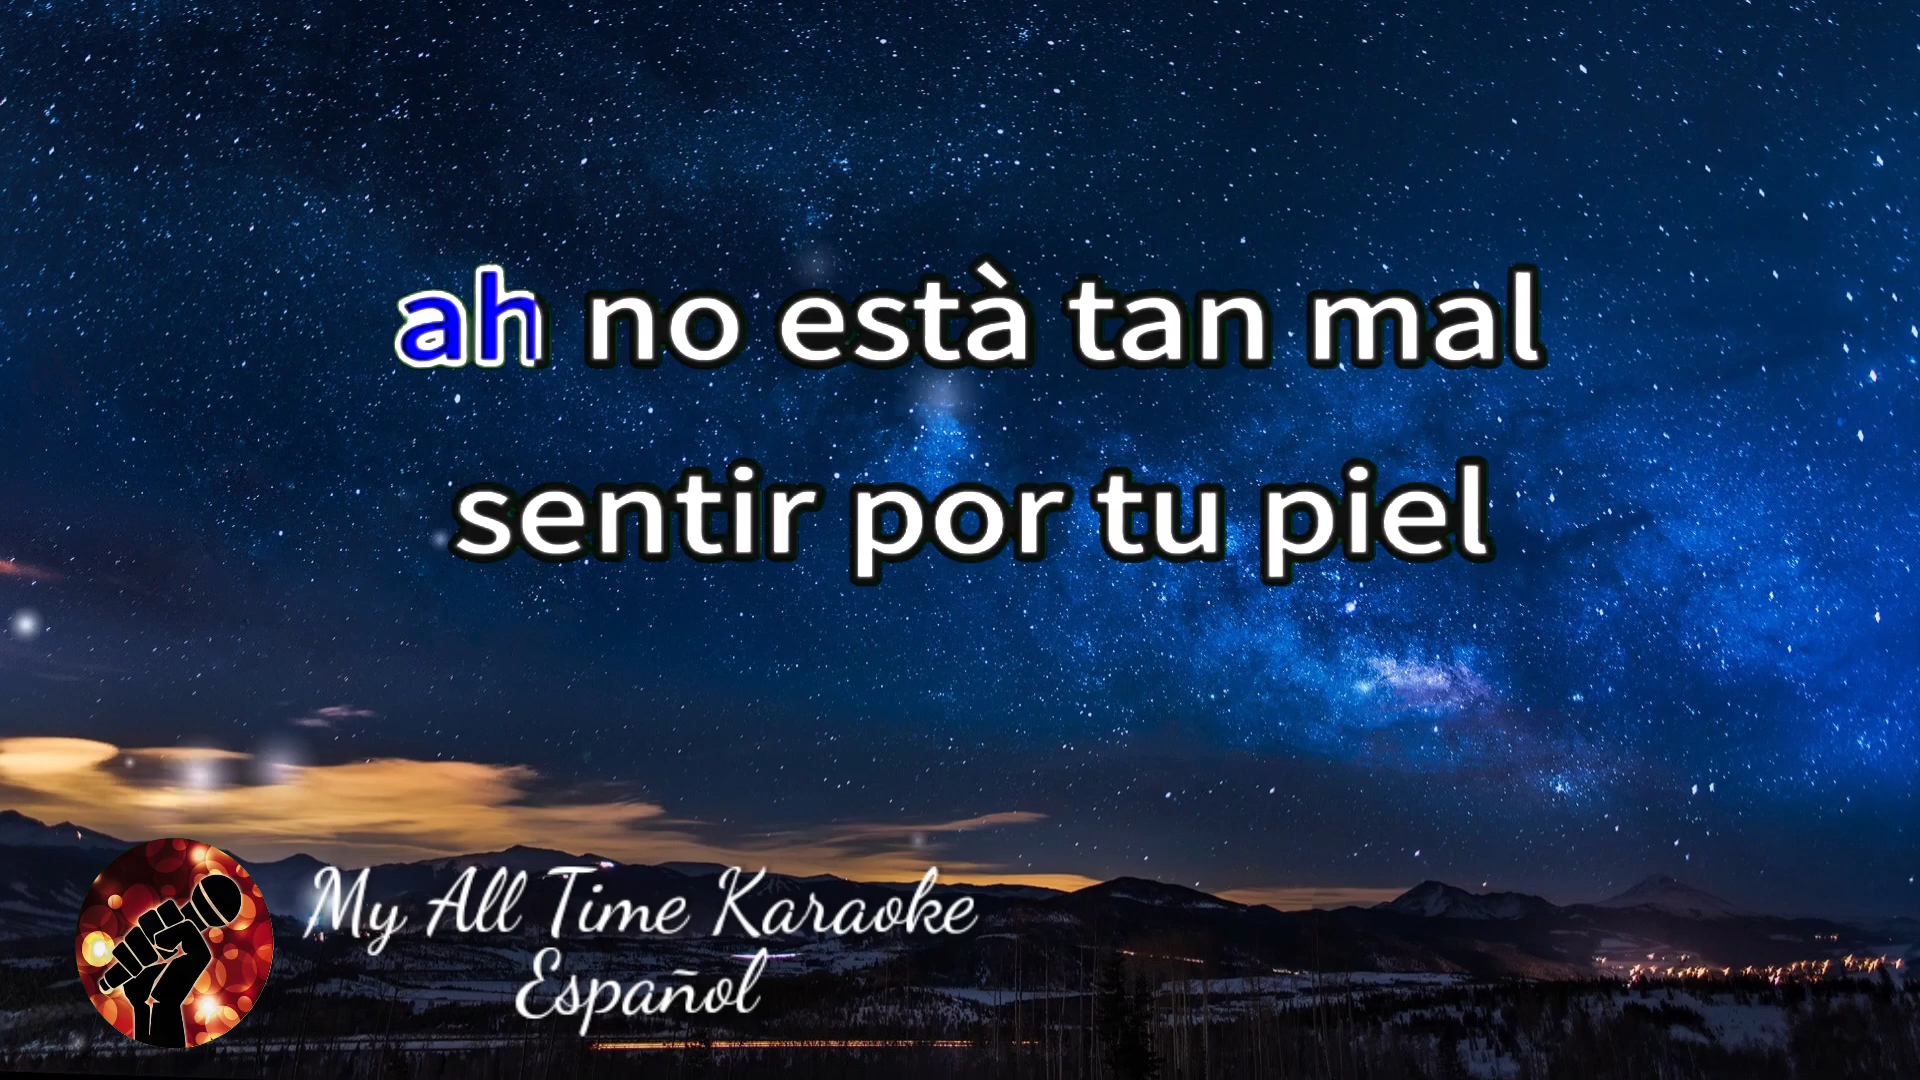 ah no està tan mal
sentir por tu piel
My All Time Karaoke
Español